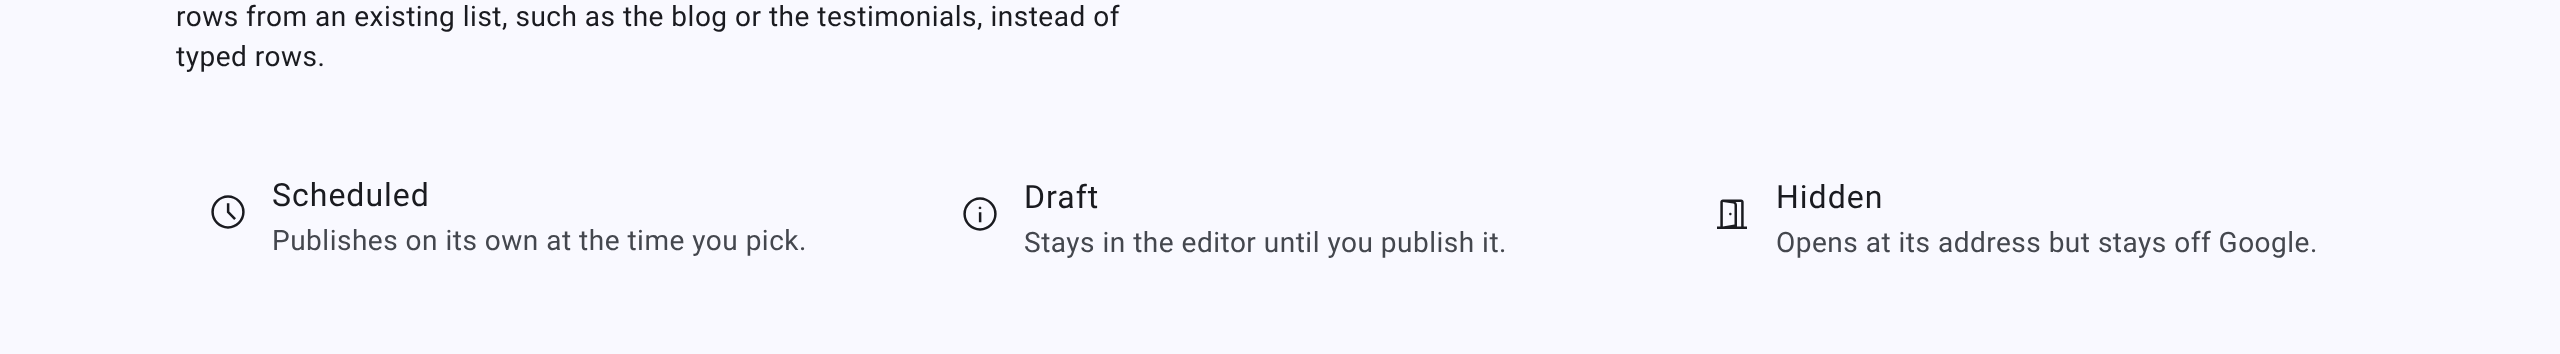 rows from an existing list, such as the blog or the testimonials, instead of
typed rows.
Scheduled
Publishes on its own at the time you pick.
Draft
Stays in the editor until you publish it.
Hidden
Opens at its address but stays off Google.